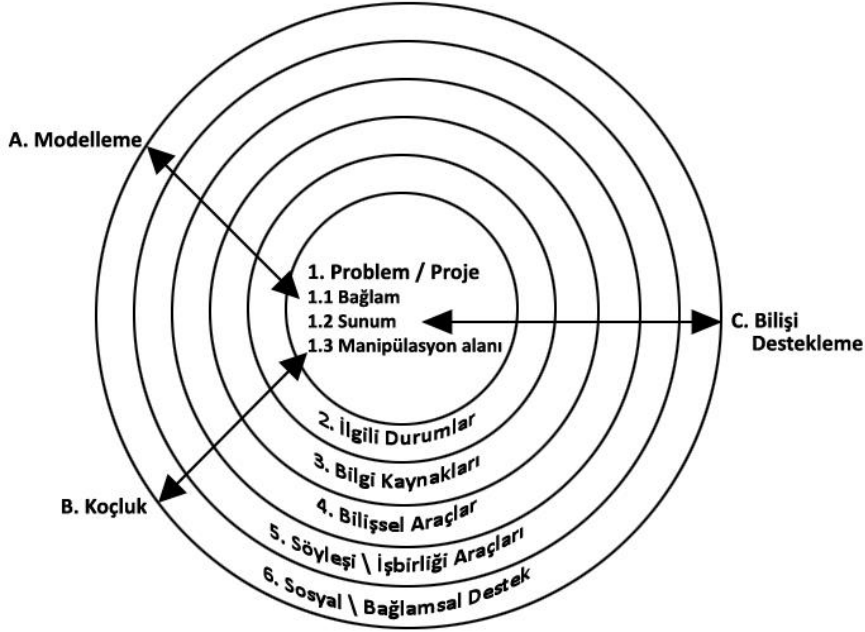 A. Modelleme
1. Problem / Proje
1.1 Bağlam
1.2 Sunum
1.3 Manipülasyon alanı
C. Bilişi
Destekleme
2. İlgili Durumlar
3. Bilgi Kaynakları
B. Koçluk
4. Bilişsel Araçlar
5. Söyleşi \ İşbirliği Araçları
6. Sosyal \ Bağlamsal Destek